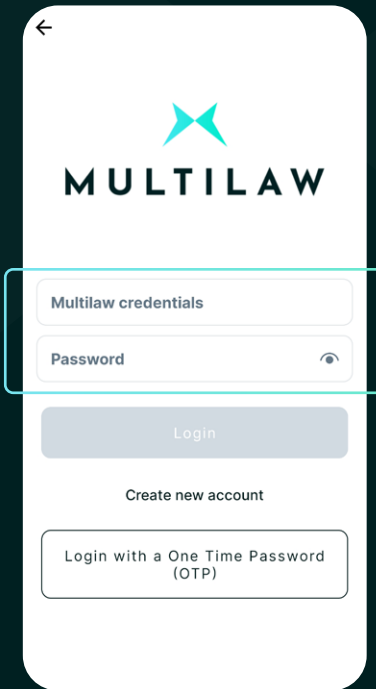 MULTILAW
Multilaw credentials
Password
Login
Create new account
Login with a One Time Password
(OTP)